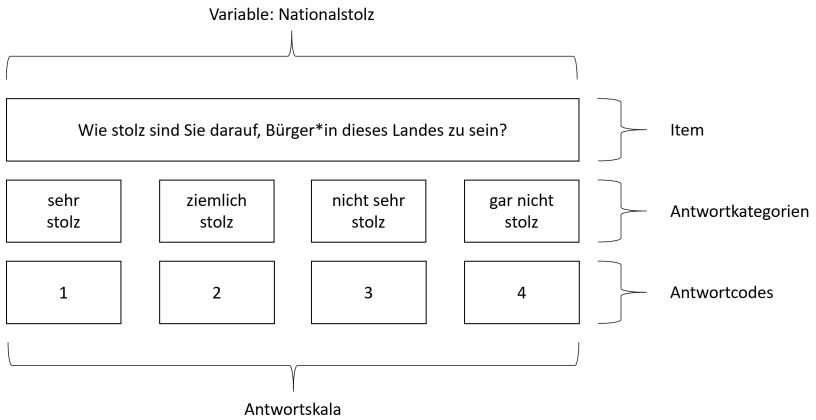 Variable: Nationalstolz
Wie stolz sind Sie darauf, Bürger*in dieses Landes zu sein?
Item
sehr
stolz
ziemlich
stolz
nicht sehr
stolz
gar nicht
stolz
Antwortkategorien
1
2
3
4
Antwortcodes
Antwortskala